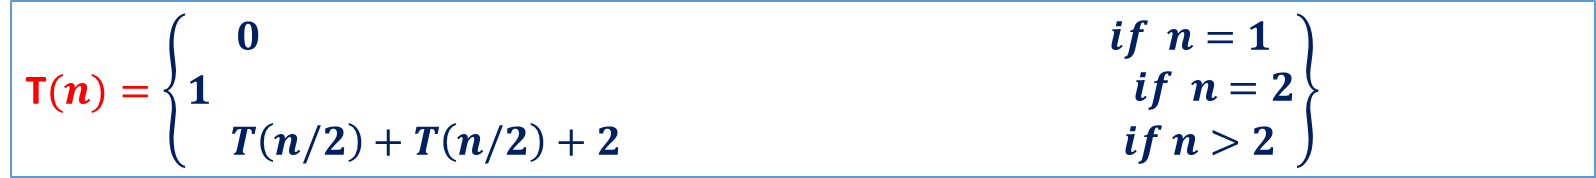 0 if n = 1
T(n) = { 1 if n = 2 }
T(n/2) + T(n/2) + 2 if n > 2